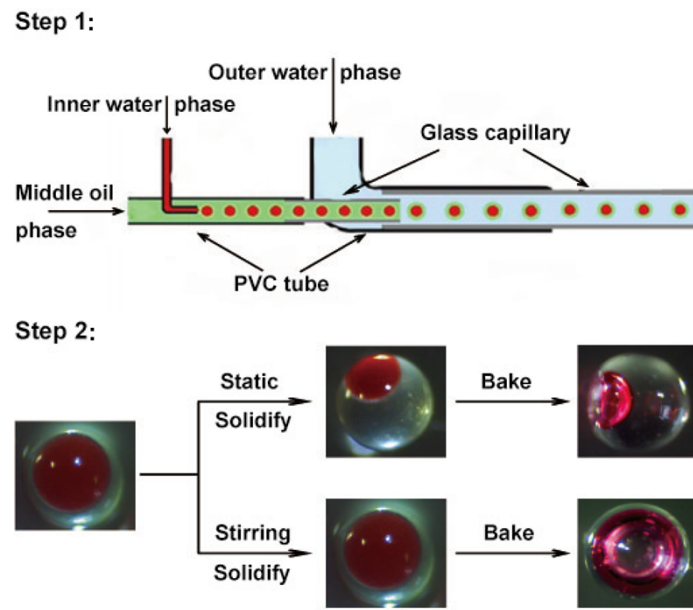 Step 1:
Outer water phase
Inner water phase
Glass capillary
Middle oil
phase
PVC tube
Step 2:
Static
Solidify
Bake
Stirring
Solidify
Bake